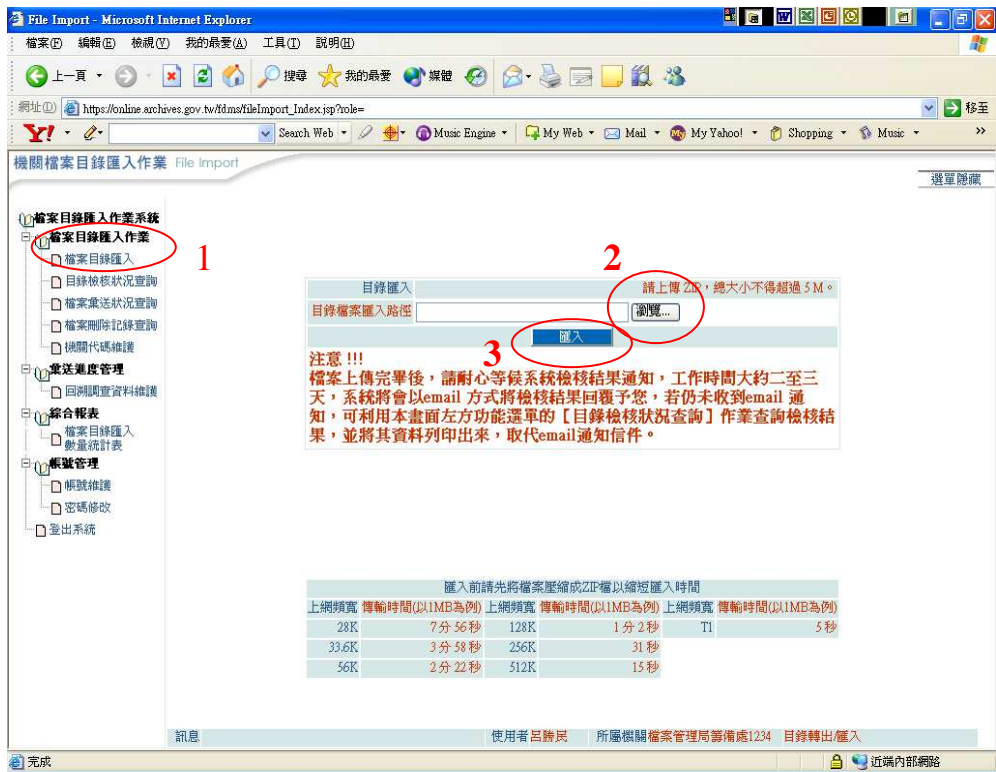 File Import - Microsoft Internet Explorer
檔案(F) 編輯(E) 檢視(V) 我的最愛(A) 工具(T) 說明(H)
上一頁 搜尋 我的最愛 媒體
網址(D) https://online.archives.gov.tw/fdms/fileImport_Index.jsp?role= 移至
Y! Search Web Music Engine My Web Mail My Yahoo! Shopping Music »
機關檔案目錄匯入作業 File Import
選單隱藏
檔案目錄匯入作業系統
檔案目錄匯入作業
檔案目錄匯入
目錄檢核狀況查詢
檔案彙送狀況查詢
檔案刪除記錄查詢
機關代碼維護
彙送進度管理
回溯調查資料維護
綜合報表
檔案目錄匯入
數量統計表
帳號管理
帳號維護
密碼修改
登出系統
1
2
目錄匯入 請上傳 ZIP,總大小不得超過 5 M。
目錄檔案匯入路徑 瀏覽...
3 匯入
注意 !!!
檔案上傳完畢後,請耐心等候系統檢核結果通知,工作時間大約二至三
天,系統將會以email 方式將檢核結果回覆予您,若仍未收到email 通
知,可利用本畫面左方功能選單的[目錄檢核狀況查詢] 作業查詢檢核結
果,並將其資料列印出來,取代email通知信件。
匯入前請先將檔案壓縮成ZIP檔以縮短匯入時間
上網頻寬 傳輸時間(以1MB為例) 上網頻寬 傳輸時間(以1MB為例) 上網頻寬 傳輸時間(以1MB為例)
28K 7分 56秒 128K 1分 2秒 T1 5秒
33.6K 3分 58秒 256K 31秒
56K 2分 22秒 512K 15秒
訊息 使用者 呂勝民 所屬機關 檔案管理局籌備處1234 目錄轉出/匯入
完成 近端內部網路